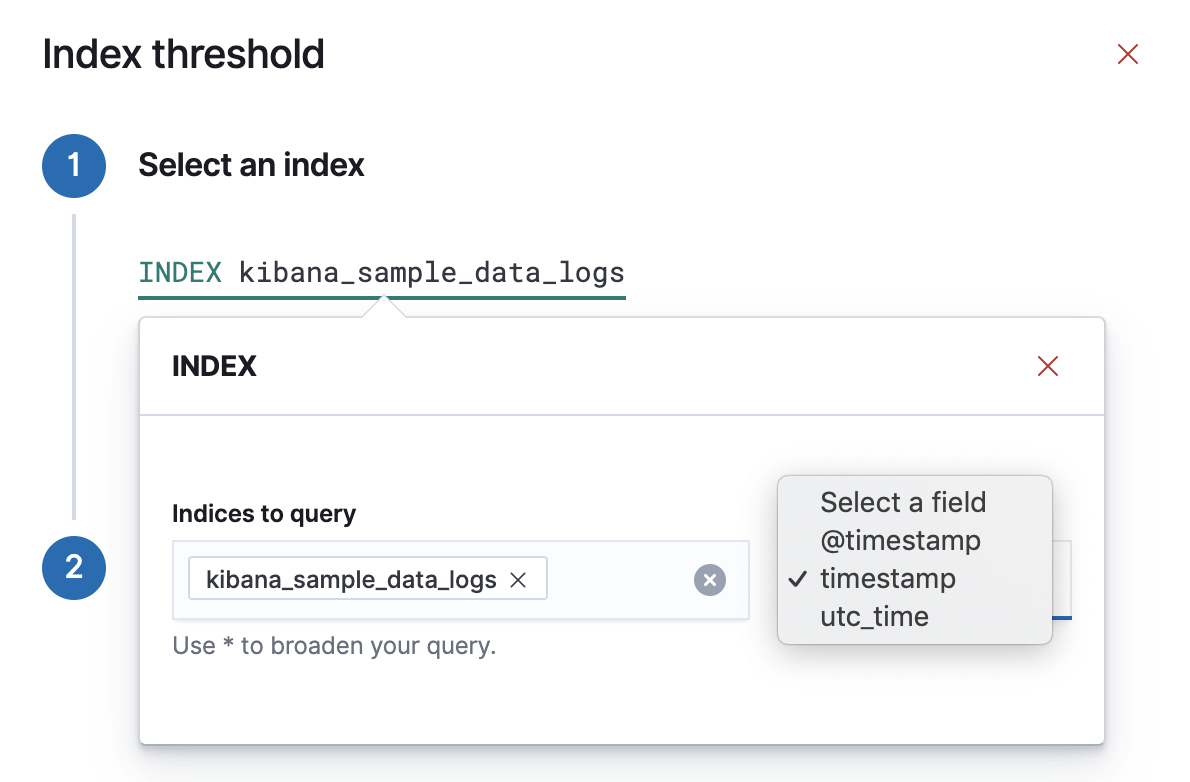 Index threshold
1
Select an index
INDEX kibana_sample_data_logs
INDEX
Indices to query
kibana_sample_data_logs
Use * to broaden your query.
Select a field
@timestamp
timestamp
utc_time
2